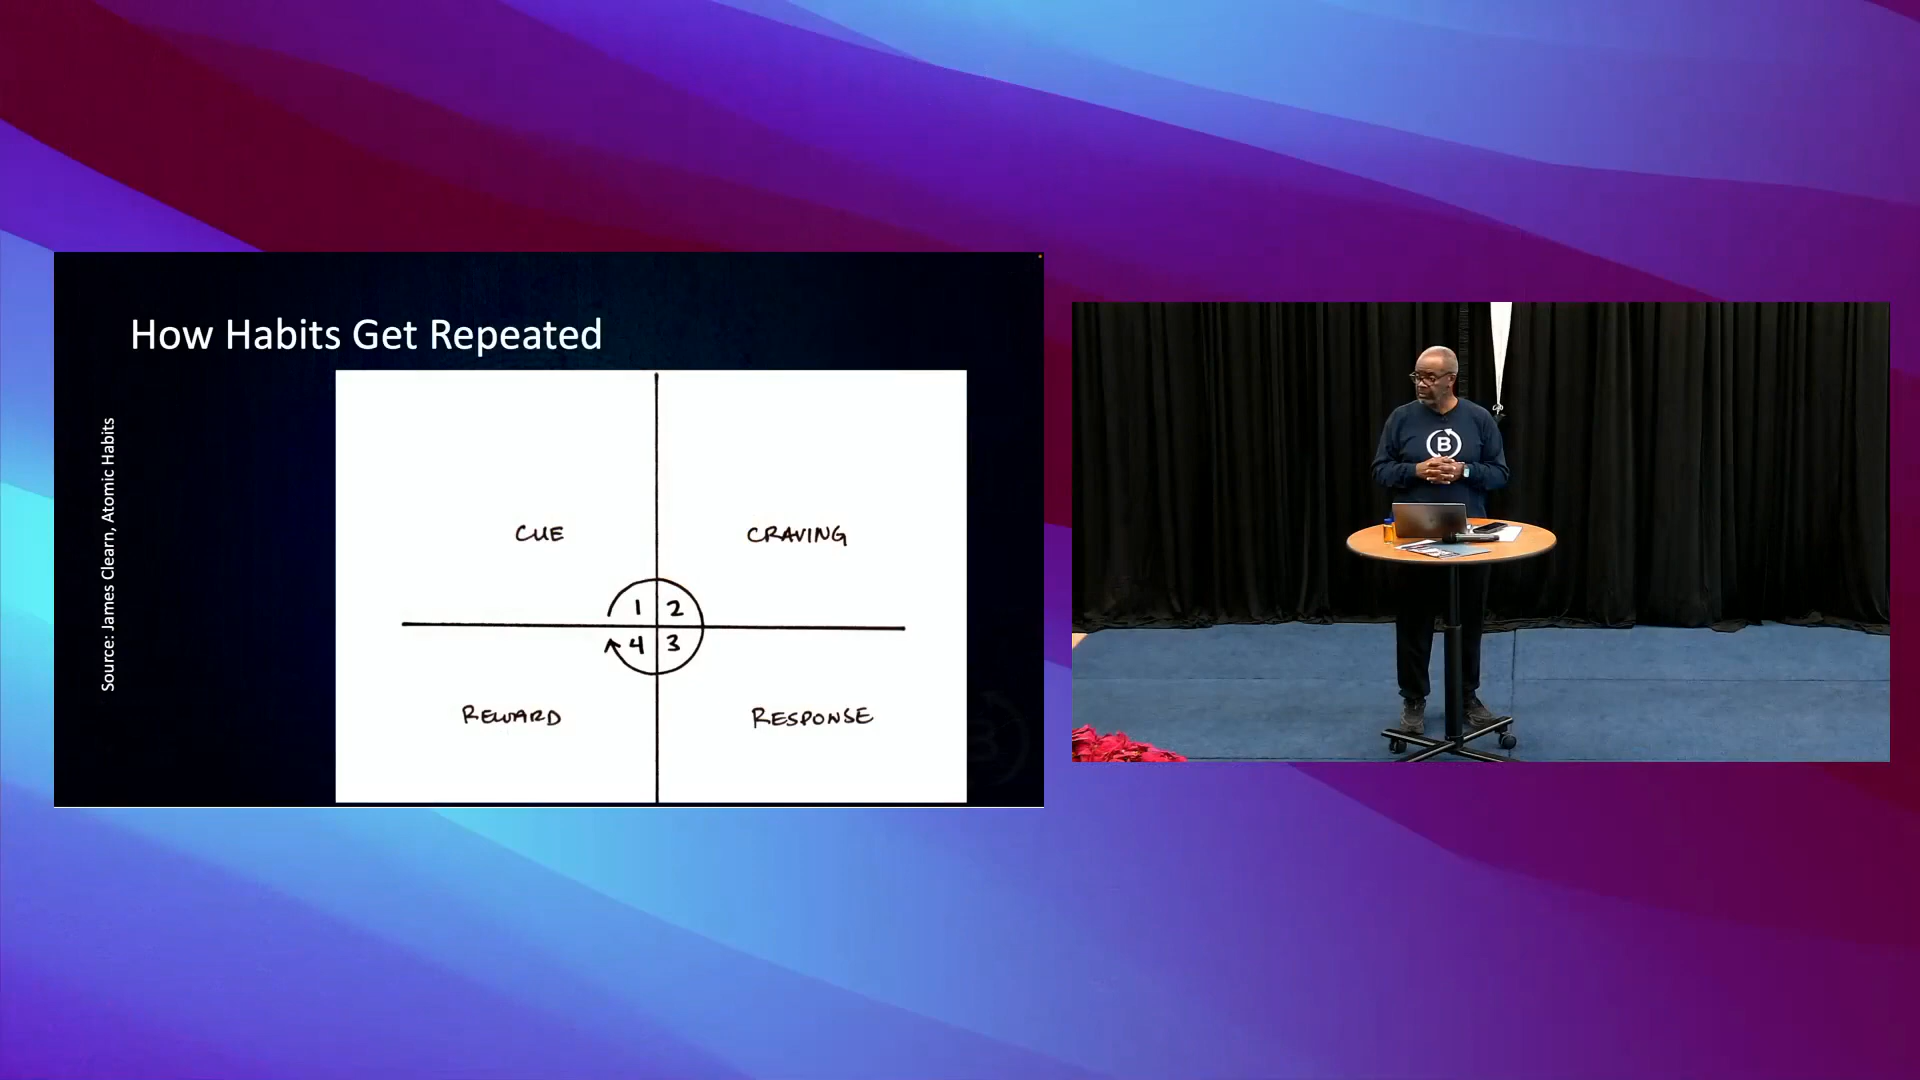 How Habits Get Repeated
Source: James Clearn, Atomic Habits
CUE
CRAVING
1 2
4 3
REWARD
RESPONSE
B
B